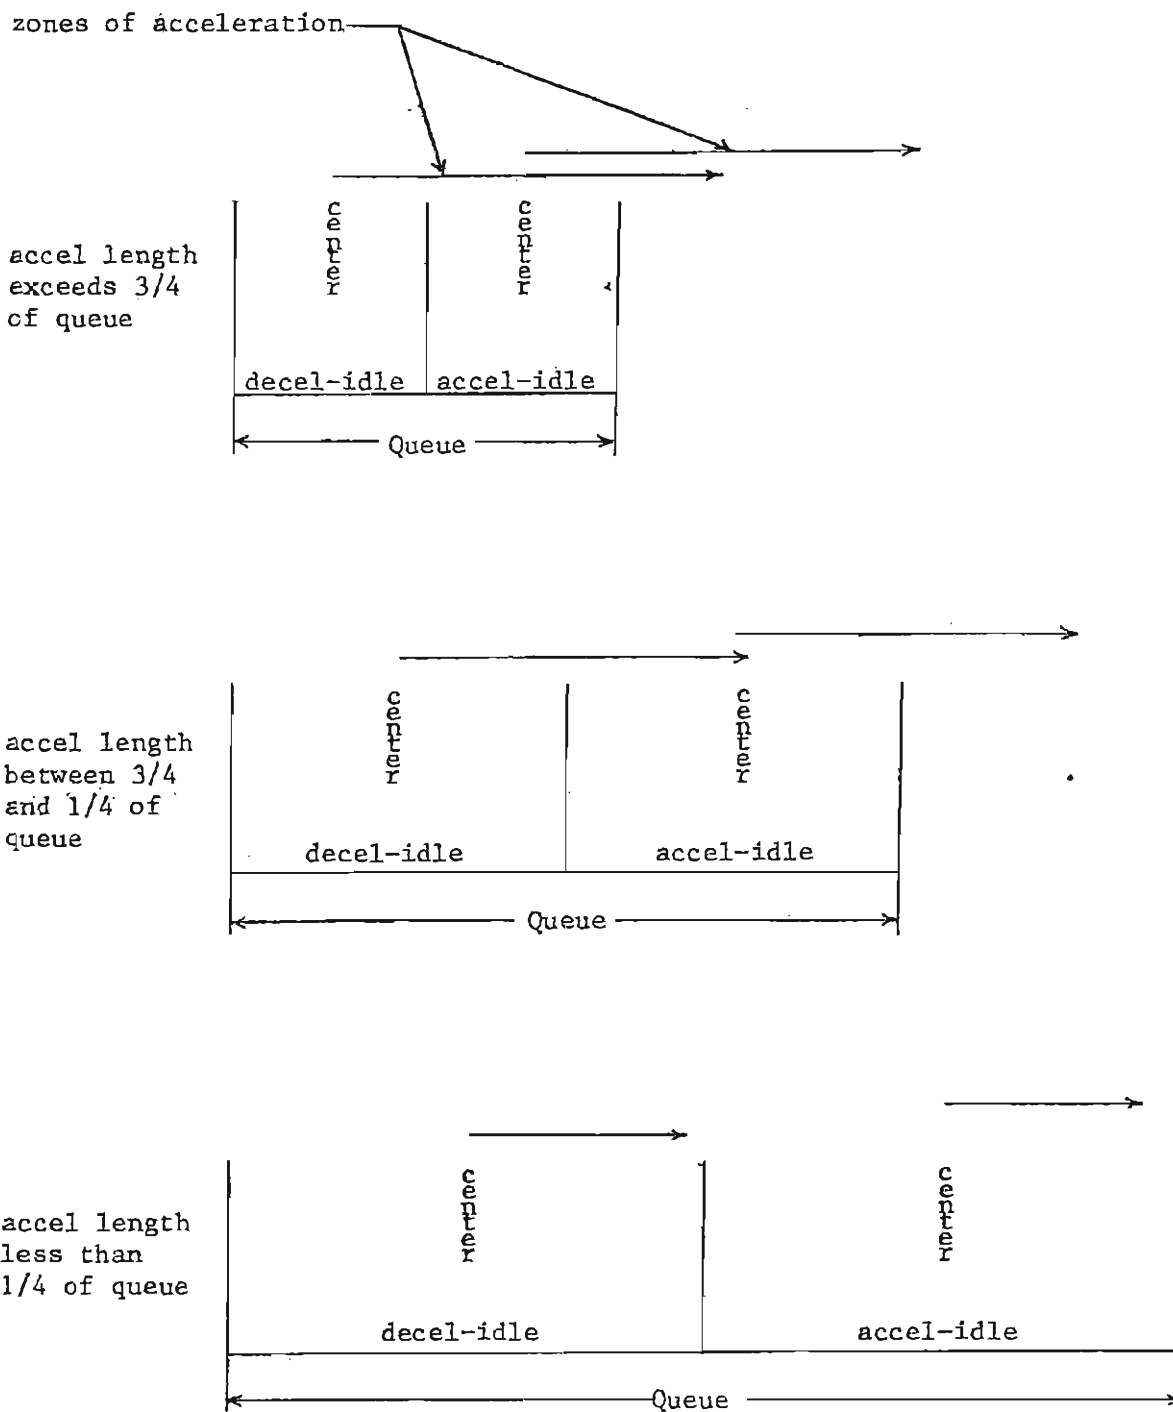 zones of acceleration
center
center
accel length
exceeds 3/4
of queue
decel-idle
accel-idle
Queue
center
center
accel length
between 3/4
and 1/4 of
queue
decel-idle
accel-idle
Queue
center
center
accel length
less than
1/4 of queue
decel-idle
accel-idle
Queue